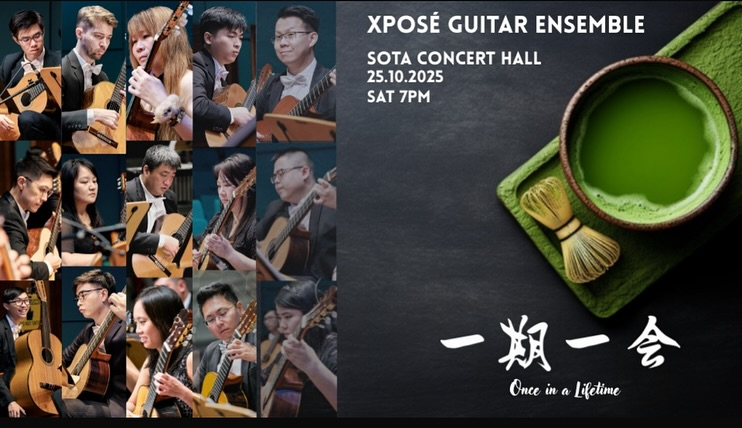 XPOSÉ GUITAR ENSEMBLE
SOTA CONCERT HALL
25.10.2025
SAT 7PM
一期一会
Once in a Lifetime